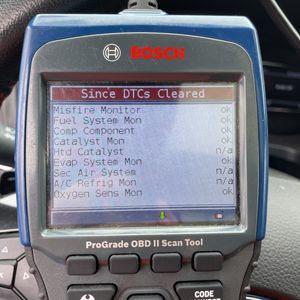 BOSCH
Since DTCs Cleared
Misfire Monitor ok
Fuel System Mon ok
Comp Component ok
Catalyst Mon ok
Htd Catalyst n/a
Evap System Mon ok
Sec Air System n/a
A/C Refrig Mon n/a
Oxygen Sens Mon ok
ProGrade OBD II Scan Tool
CODE